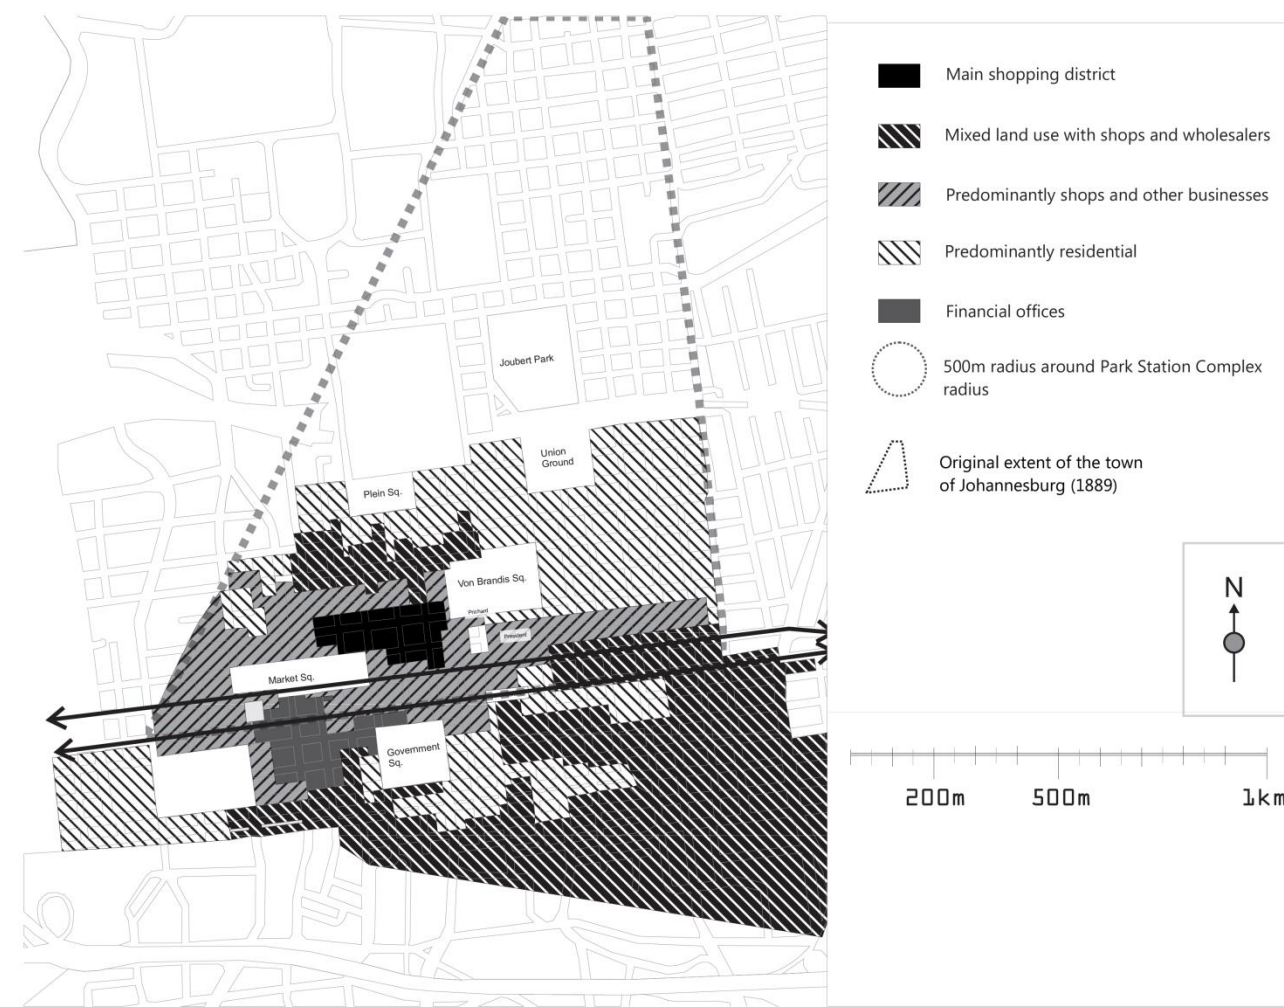 Main shopping district
Mixed land use with shops and wholesalers
Predominantly shops and other businesses
Predominantly residential
Financial offices
500m radius around Park Station Complex
radius
Original extent of the town
of Johannesburg (1889)
N
200m 500m 1km
Joubert Park
Union
Ground
Plein Sq.
Von Brandis Sq.
Prichard
President
Market Sq.
Government
Sq.